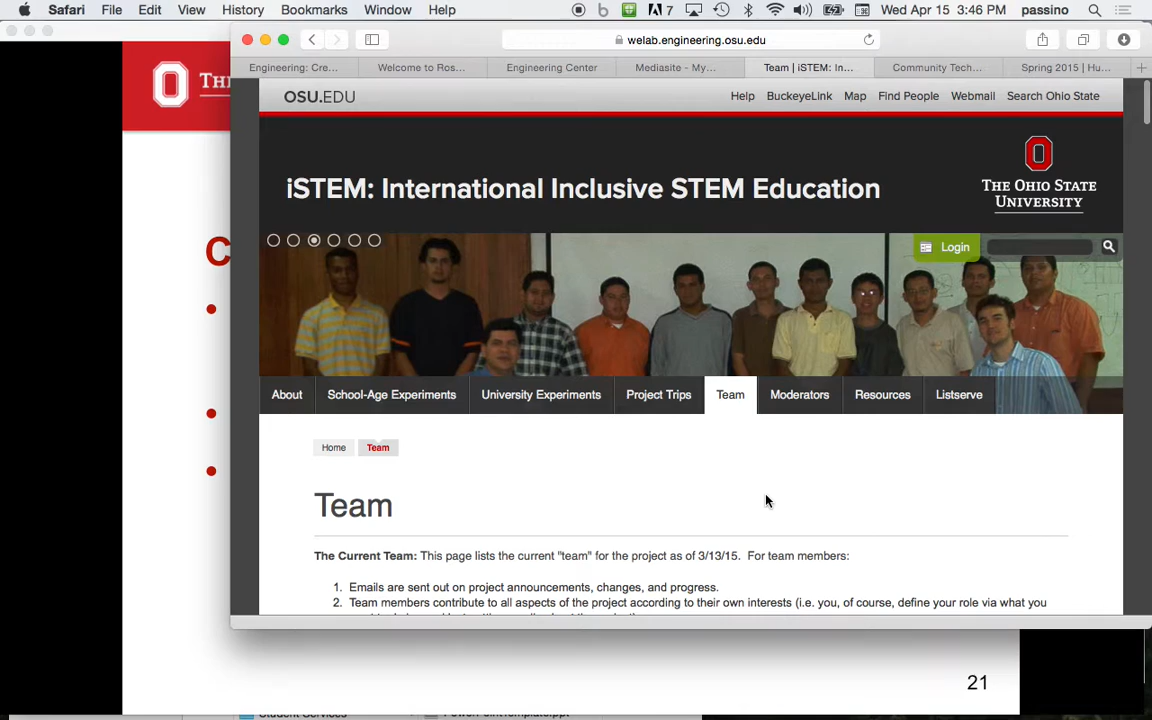 Safari File Edit View History Bookmarks Window Help 7 Wed Apr 15 3:46 PM passino
welab.engineering.osu.edu
Engineering: Cre... Welcome to Ros... Engineering Center Mediasite - My... Team | iSTEM: In... Community Tech... Spring 2015 | Hu... +
OSU.EDU Help BuckeyeLink Map Find People Webmail Search Ohio State
iSTEM: International Inclusive STEM Education
THE OHIO STATE
UNIVERSITY
Login
About School-Age Experiments University Experiments Project Trips Team Moderators Resources Listserve
Home Team
Team
The Current Team: This page lists the current "team" for the project as of 3/13/15. For team members:
1. Emails are sent out on project announcements, changes, and progress.
2. Team members contribute to all aspects of the project according to their own interests (i.e. you, of course, define your role via what you
21
Student Services PowerPointTemplate.ppt